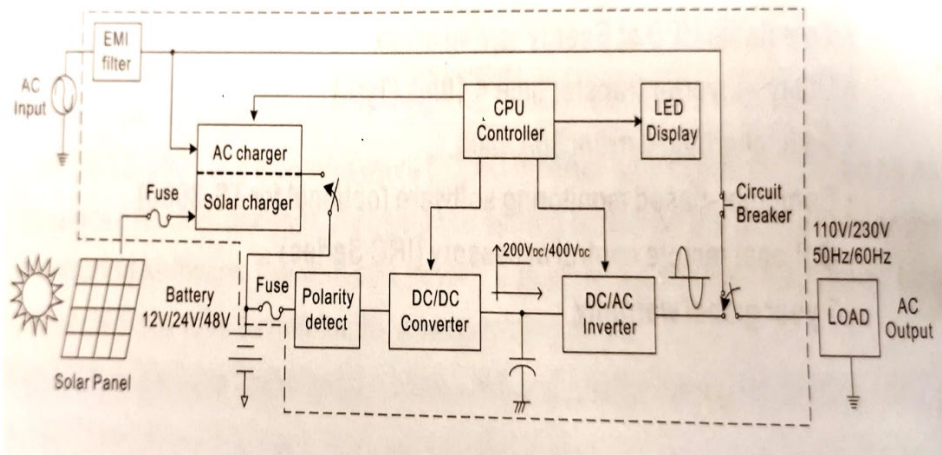 EMI
filter
AC
Input
AC charger
Solar charger
Fuse
CPU
Controller
LED
Display
Circuit
Breaker
110V/230V
50Hz/60Hz
200VDC/400VDC
Battery
12V/24V/48V
Fuse
Polarity
detect
DC/DC
Converter
DC/AC
Inverter
LOAD
AC
Output
Solar Panel